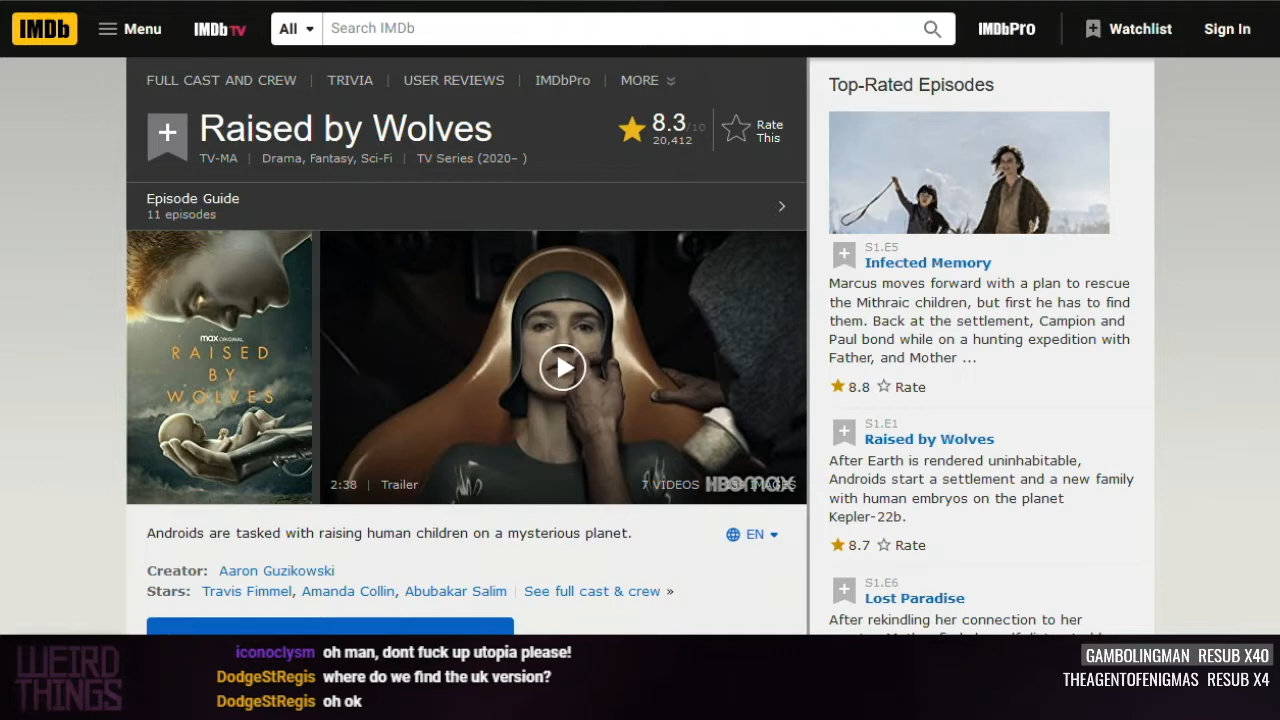 IMDb Menu IMDb TV All Search IMDb IMDbPRO Watchlist Sign In
FULL CAST AND CREW | TRIVIA | USER REVIEWS | IMDbPro | MORE
Raised by Wolves
TV-MA | Drama, Fantasy, Sci-Fi | TV Series (2020– )
8.3/10
20,412
Rate
This
Episode Guide
11 episodes
max ORIGINAL
RAISED
BY
WOLVES
2:38 | Trailer
7 VIDEOS
HBOmax
IMAGES
Androids are tasked with raising human children on a mysterious planet.
EN
Creator: Aaron Guzikowski
Stars: Travis Fimmel, Amanda Collin, Abubakar Salim | See full cast & crew »
Top-Rated Episodes
S1.E5
Infected Memory
Marcus moves forward with a plan to rescue
the Mithraic children, but first he has to find
them. Back at the settlement, Campion and
Paul bond while on a hunting expedition with
Father, and Mother ...
8.8 Rate
S1.E1
Raised by Wolves
After Earth is rendered uninhabitable,
Androids start a settlement and a new family
with human embryos on the planet
Kepler-22b.
8.7 Rate
S1.E6
Lost Paradise
After rekindling her connection to her
WEIRD
THINGS
iconoclysm oh man, dont fuck up utopia please!
DodgeStRegis where do we find the uk version?
DodgeStRegis oh ok
GAMBOLINGMAN RESUB X40
THEAGENTOFENIGMAS RESUB X4